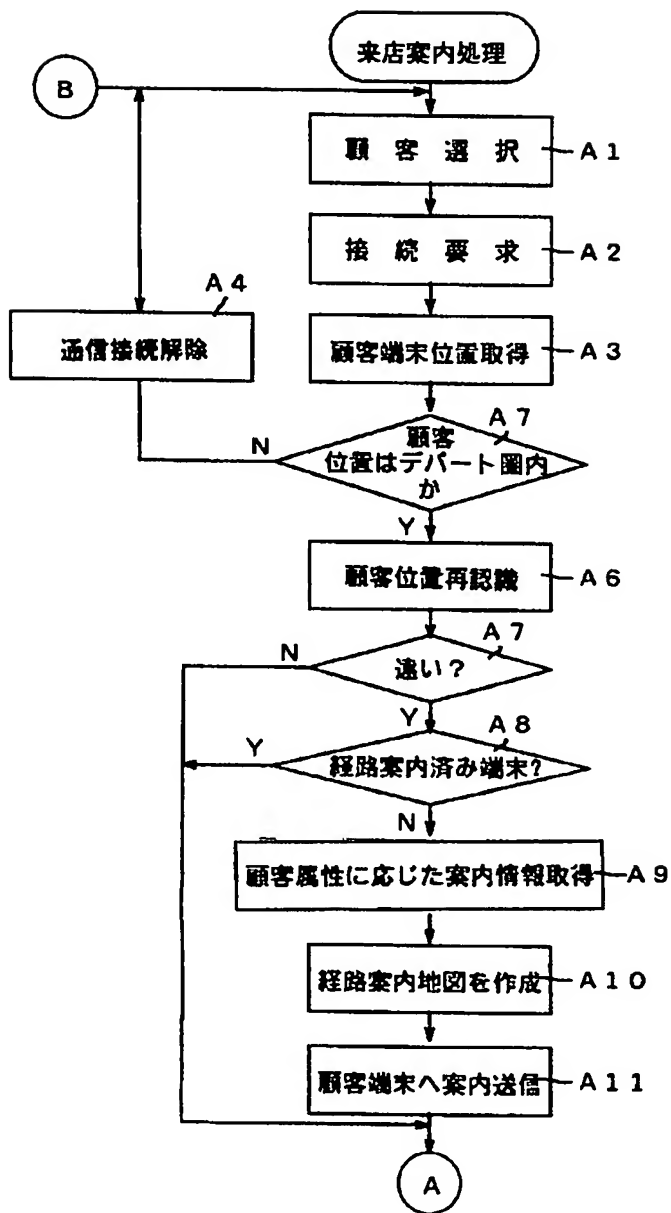 来店案内処理
B
顧客選択
A1
接続要求
A2
A4
通信接続解除
顧客端末位置取得
A3
A7
顧客
位置はデパート圏内
か
N
Y
顧客位置再認識
A6
A7
N
遠い?
Y
A8
Y
経路案内済み端末?
N
顧客属性に応じた案内情報取得
A9
経路案内地図を作成
A10
顧客端末へ案内送信
A11
A